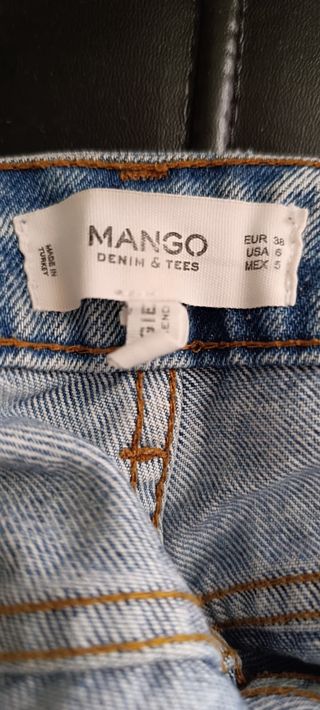 MANGO
DENIM & TEES
EUR 38
USA 6
MEX 5
MADE IN
TURKEY